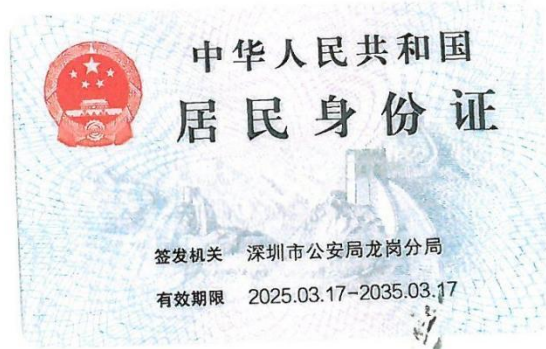 中华人民共和国
居民身份证
签发机关 深圳市公安局龙岗分局
有效期限 2025.03.17-2035.03.17